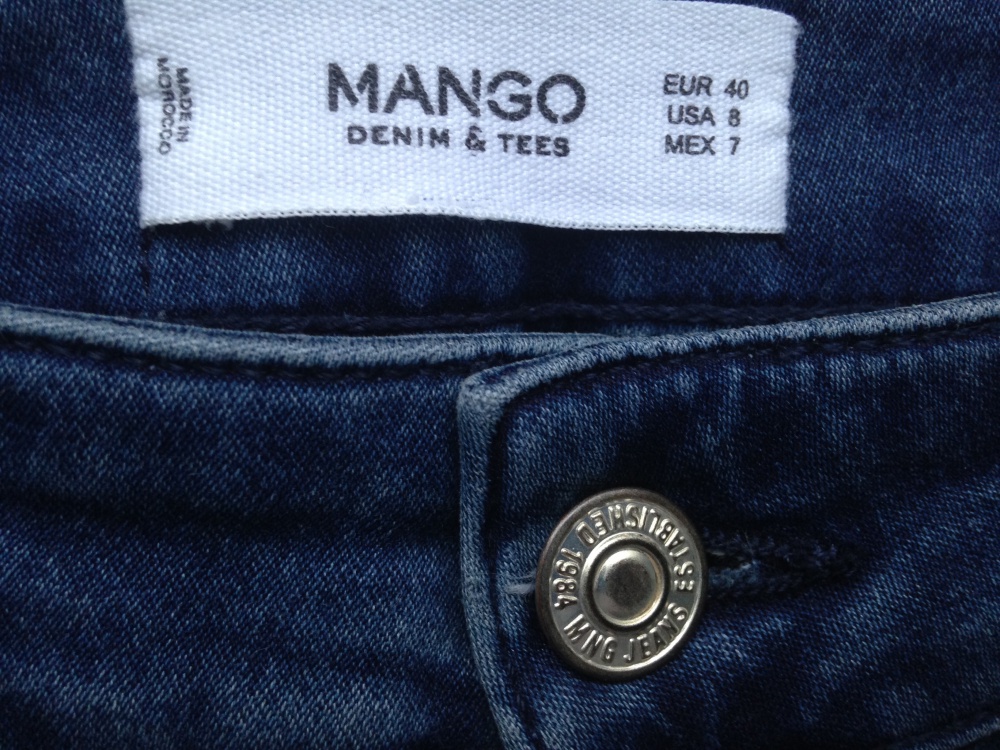 MADE IN
MOROCCO
MANGO
DENIM & TEES
EUR 40
USA 8
MEX 7
ESTABLISHED 1984
MNG JEANS